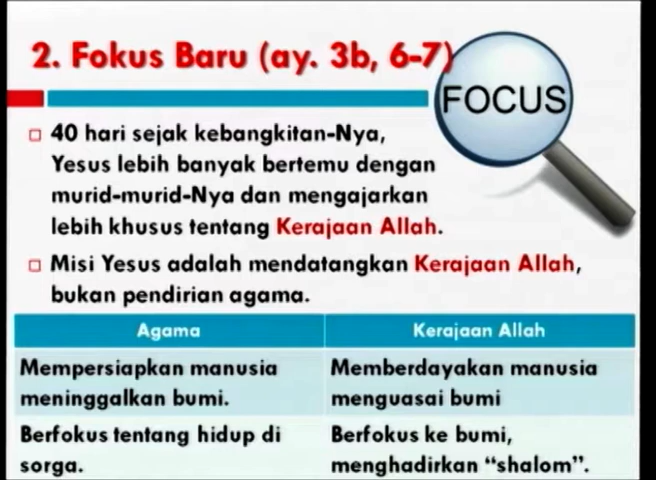 2. Fokus Baru (ay. 3b, 6-7)
FOCUS
40 hari sejak kebangkitan-Nya,
Yesus lebih banyak bertemu dengan
murid-murid-Nya dan mengajarkan
lebih khusus tentang Kerajaan Allah.
Misi Yesus adalah mendatangkan Kerajaan Allah,
bukan pendirian agama.
Agama Kerajaan Allah
Mempersiapkan manusia Memberdayakan manusia
meninggalkan bumi. menguasai bumi
Berfokus tentang hidup di Berfokus ke bumi,
sorga. menghadirkan “shalom”.